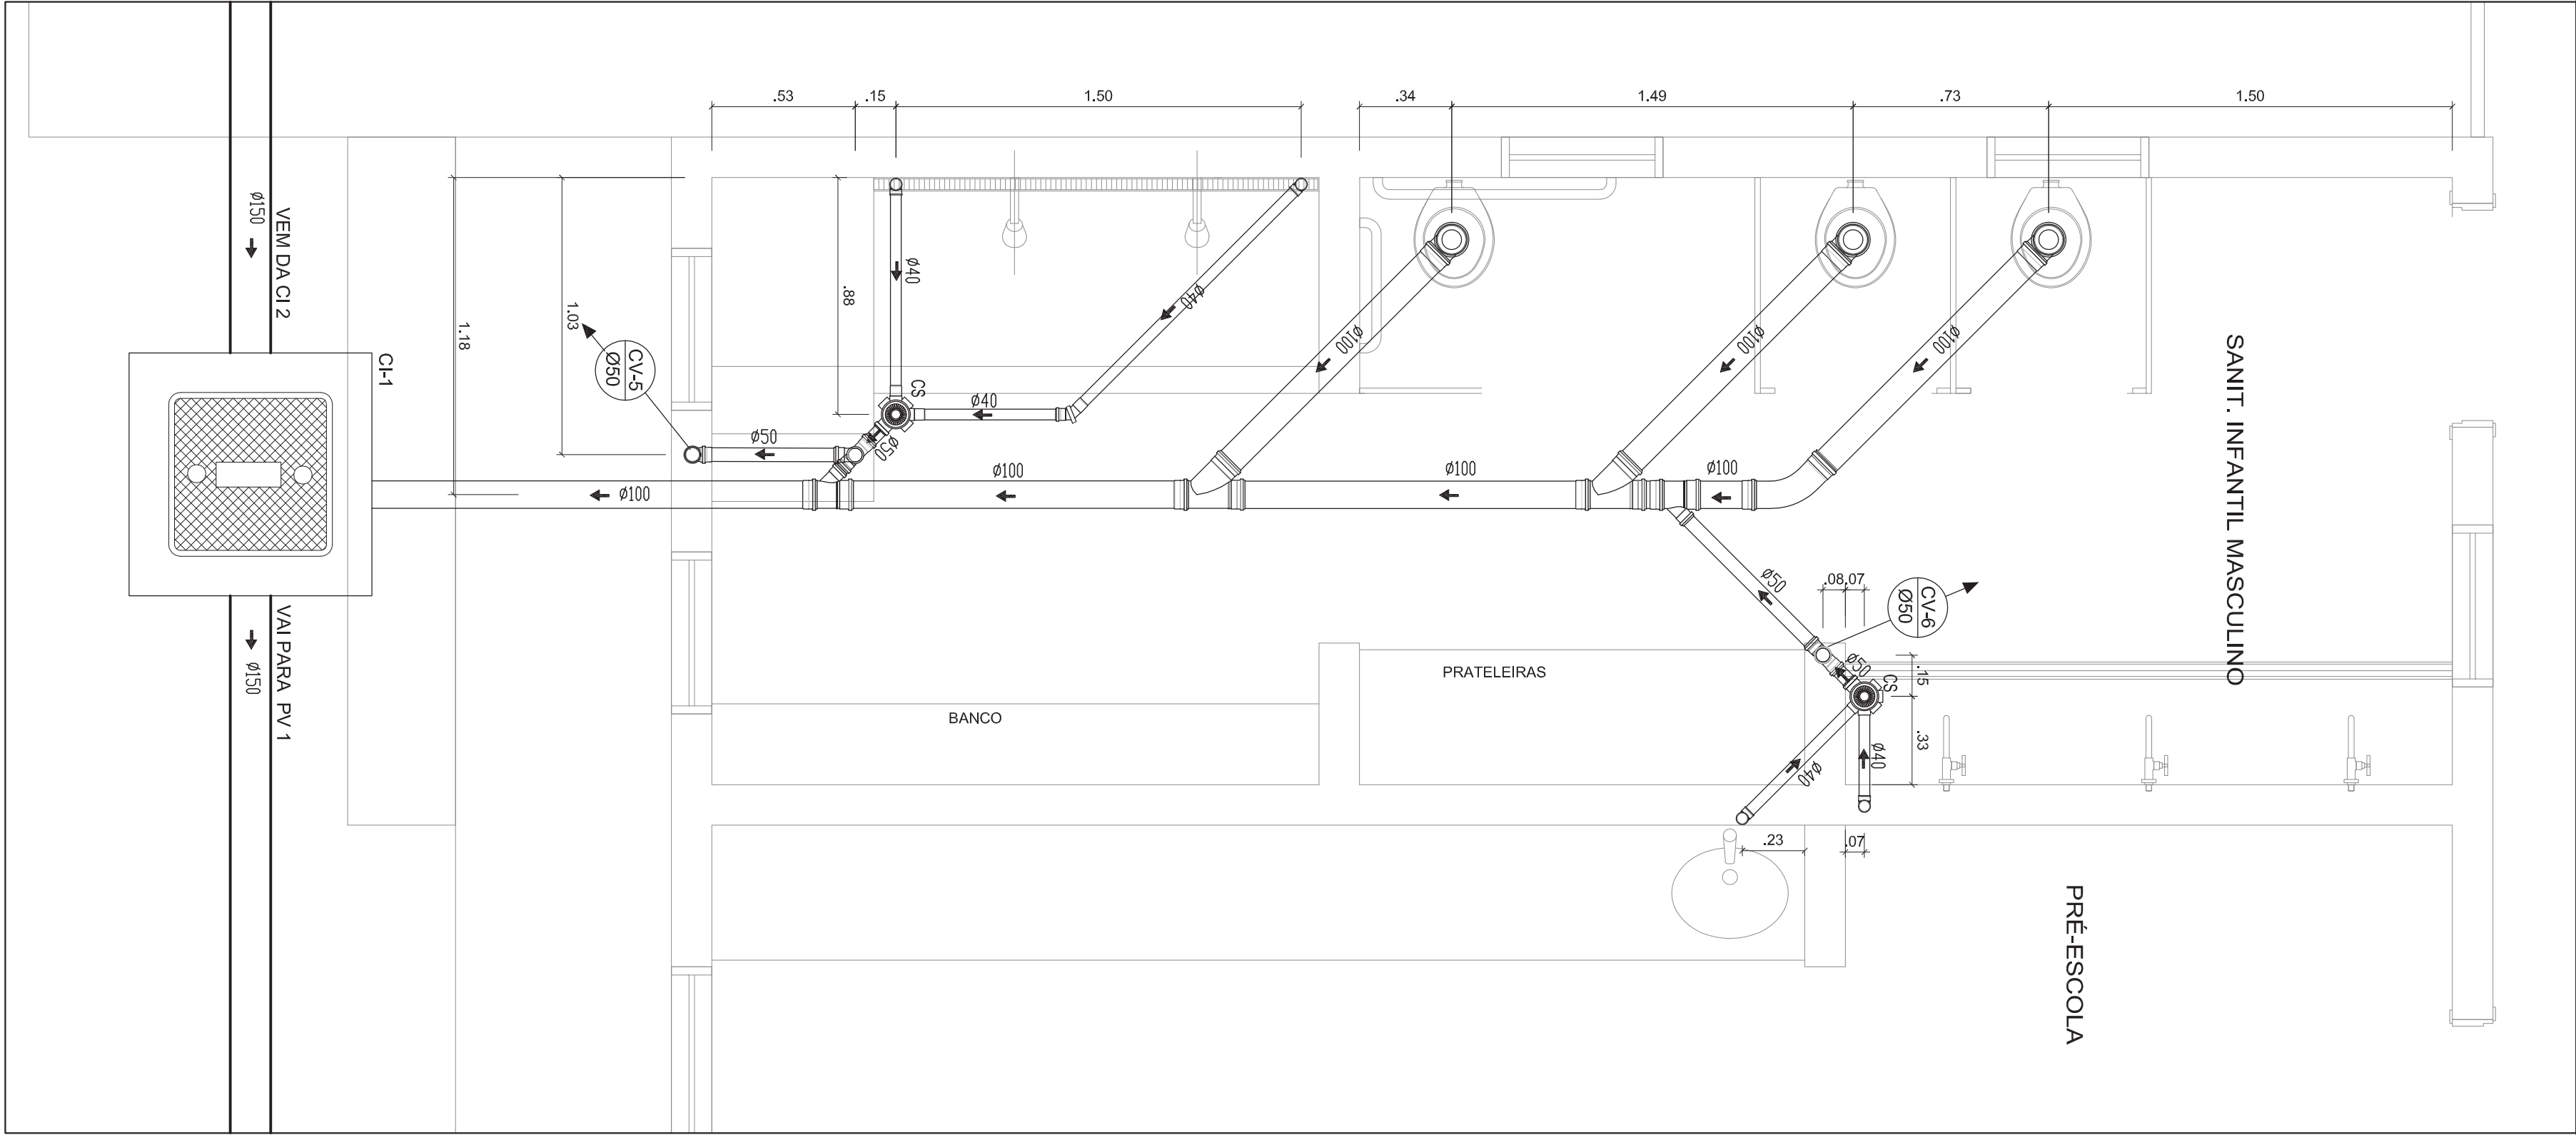 .53
.15
1.50
.34
1.49
.73
1.50
Ø150
VEM DA CI 2
CI-1
1.18
1.03
CV-5
Ø50
.88
Ø40
Ø40
CS
Ø40
Ø50
Ø50
Ø100
Ø100
Ø100
Ø100
Ø100
Ø100
Ø100
SANIT. INFANTIL MASCULINO
Ø50
.08
.07
CV-6
Ø50
Ø50
CS
.15
.33
Ø40
Ø40
PRATELEIRAS
BANCO
VAI PARA PV 1
Ø150
.23
.07
PRÉ-ESCOLA